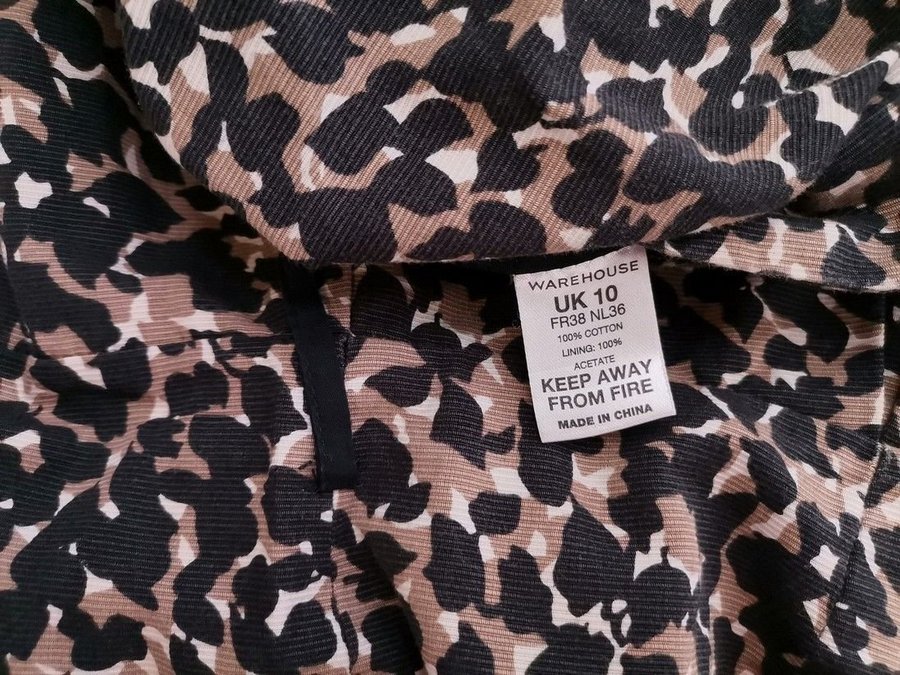 WAREHOUSE
UK 10
FR38 NL36
100% COTTON
LINING: 100%
ACETATE
KEEP AWAY
FROM FIRE
MADE IN CHINA